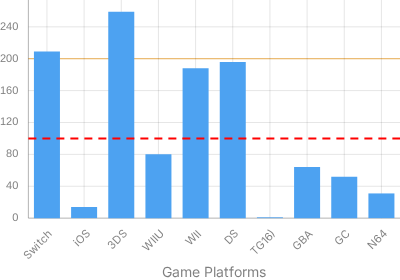 240
200
160
120
80
40
0
Switch
iOS
3DS
WIIU
WII
DS
TG16)
GBA
GC
N64
Game Platforms